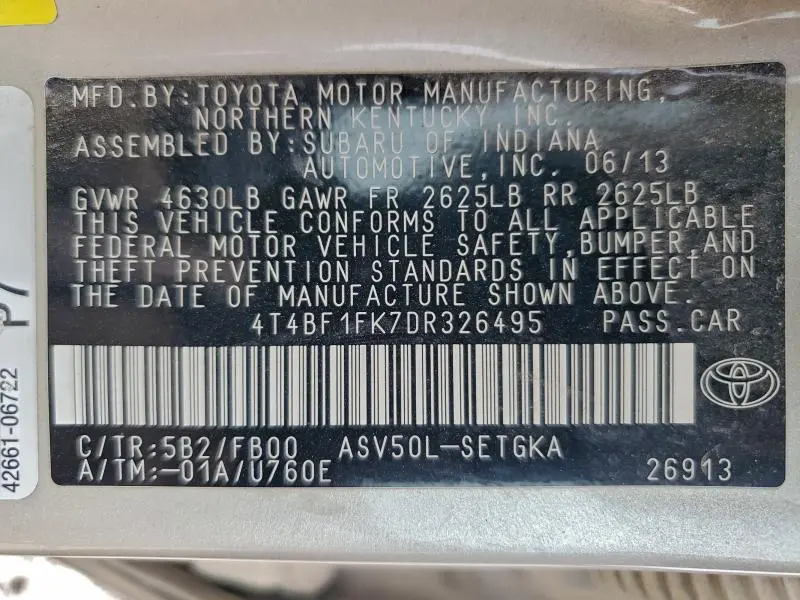 MFD.BY:TOYOTA MOTOR MANUFACTURING,
NORTHERN KENTUCKY,INC.
ASSEMBLED BY:SUBARU OF INDIANA
AUTOMOTIVE,INC. 06/13
GVWR 4630LB GAWR FR 2625LB RR 2625LB
THIS VEHICLE CONFORMS TO ALL APPLICABLE
FEDERAL MOTOR VEHICLE SAFETY,BUMPER,AND
THEFT PREVENTION STANDARDS IN EFFECT ON
THE DATE OF MANUFACTURE SHOWN ABOVE.
4T4BF1FK7DR326495 PASS.CAR
C/TR:5B2/FB00 ASV50L-SETGKA
A/TM:-01A/U760E 26913
42661-06722